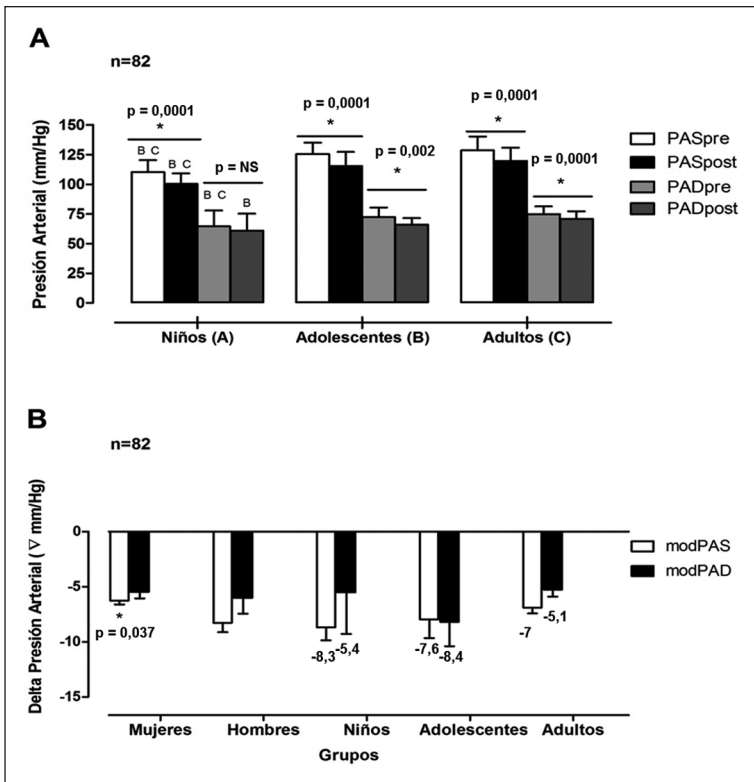 A
n=82
p = 0,0001
*
p = NS
B C
B C
B C
B
p = 0,0001
*
p = 0,002
*
p = 0,0001
*
p = 0,0001
*
PASpre
PASpost
PADpre
PADpost
Presión Arterial (mm/Hg)
150
125
100
75
50
25
0
Niños (A)
Adolescentes (B)
Adultos (C)
B
n=82
Delta Presión Arterial (∇ mm/Hg)
0
-5
-10
-15
modPAS
modPAD
*
p = 0,037
-8,3
-5,4
-7,6
-8,4
-7
-5,1
Mujeres
Hombres
Niños
Adolescentes
Adultos
Grupos